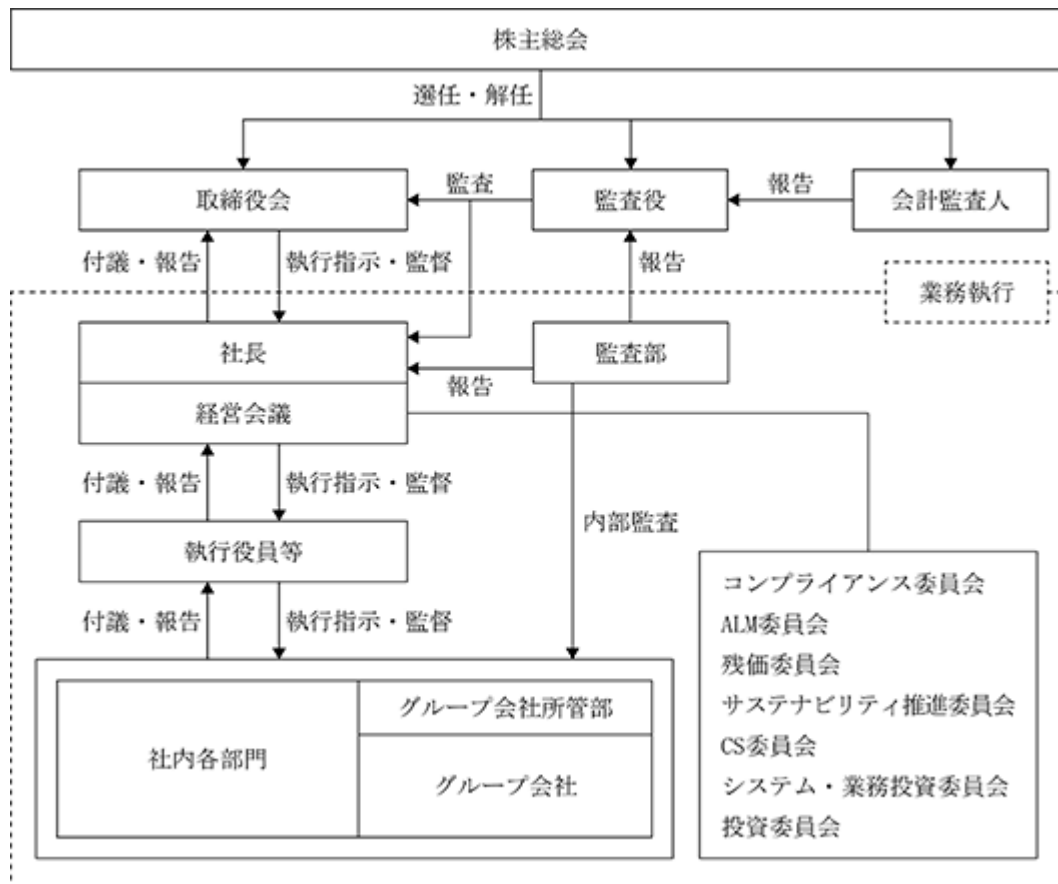 株主総会
選任・解任
取締役会
監査
監査役
報告
会計監査人
付議・報告
執行指示・監督
報告
業務執行
社長
監査部
報告
経営会議
付議・報告
執行指示・監督
内部監査
執行役員等
付議・報告
執行指示・監督
社内各部門
グループ会社所管部
グループ会社
コンプライアンス委員会
ALM委員会
残価委員会
サステナビリティ推進委員会
CS委員会
システム・業務投資委員会
投資委員会